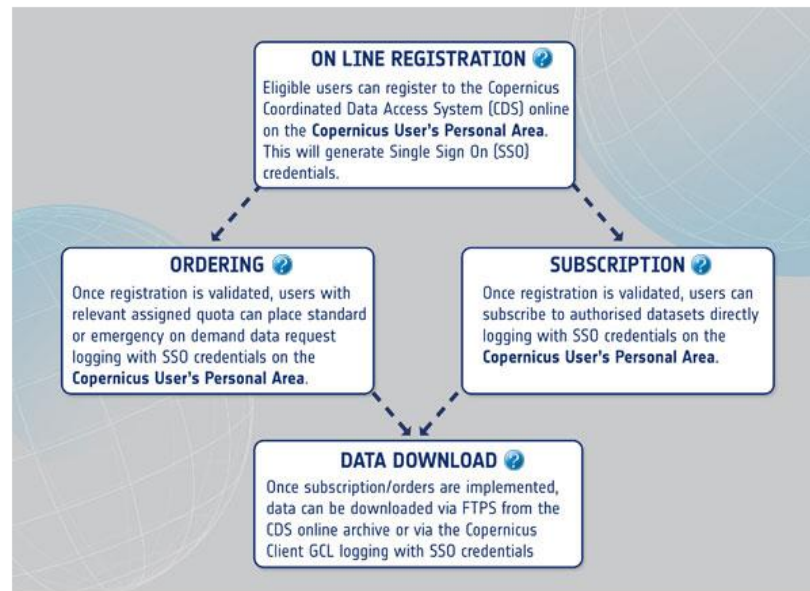 ON LINE REGISTRATION ?
Eligible users can register to the Copernicus
Coordinated Data Access System (CDS) online
on the Copernicus User's Personal Area.
This will generate Single Sign On (SSO)
credentials.
ORDERING ?
Once registration is validated, users with
relevant assigned quota can place standard
or emergency on demand data request
logging with SSO credentials on the
Copernicus User's Personal Area.
SUBSCRIPTION ?
Once registration is validated, users can
subscribe to authorised datasets directly
logging with SSO credentials on the
Copernicus User's Personal Area.
DATA DOWNLOAD ?
Once subscription/orders are implemented,
data can be downloaded via FTPS from the
CDS online archive or via the Copernicus
Client GCL logging with SSO credentials